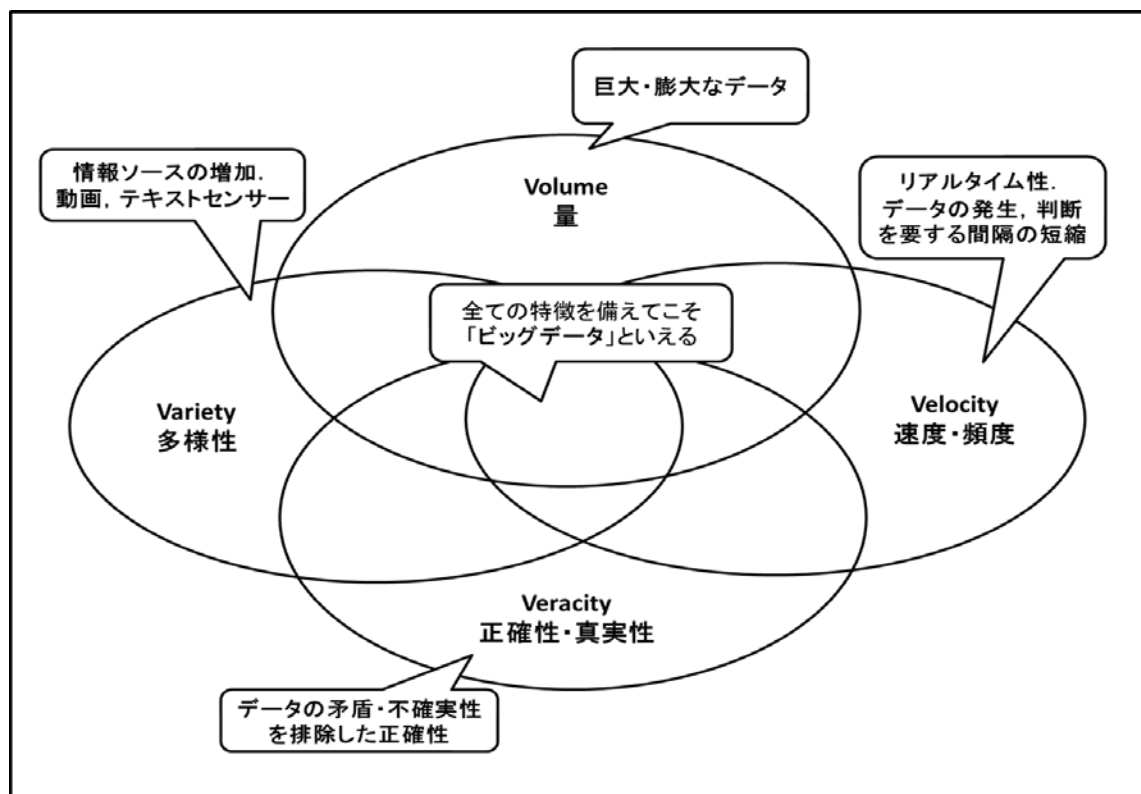 巨大・膨大なデータ
情報ソースの増加．
動画，テキストセンサー
Volume
量
リアルタイム性．
データの発生，判断
を要する間隔の短縮
全ての特徴を備えてこそ
「ビッグデータ」といえる
Variety
多様性
Velocity
速度・頻度
Veracity
正確性・真実性
データの矛盾・不確実性
を排除した正確性